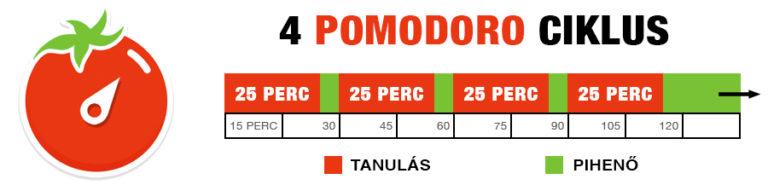 4 POMODORO CIKLUS
25 PERC 25 PERC 25 PERC 25 PERC
15 PERC 30 45 60 75 90 105 120
TANULÁS PIHENŐ